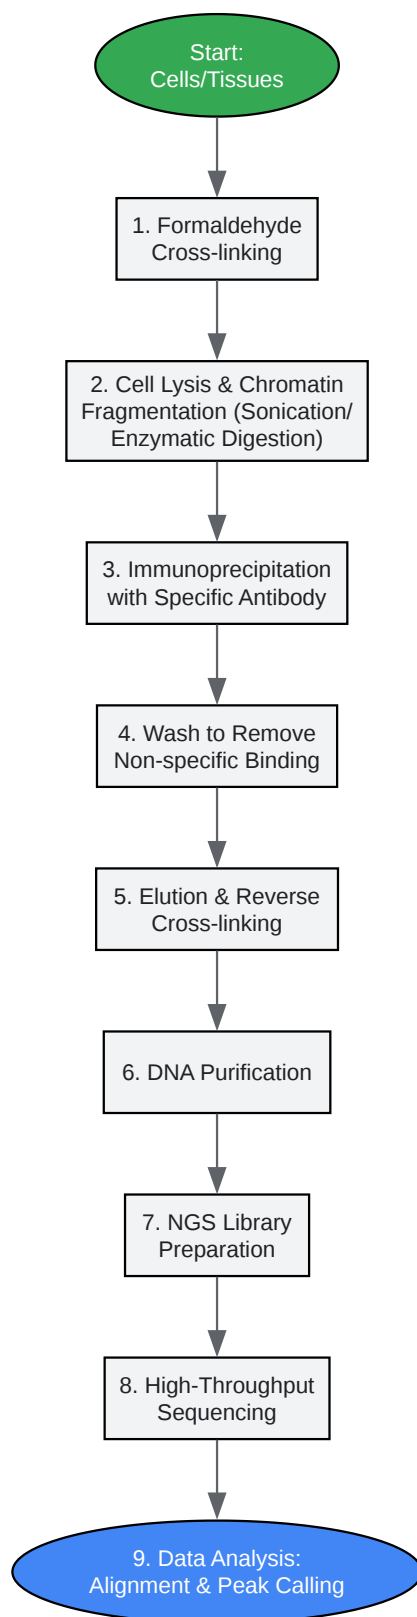 Start:
Cells/Tissues
1. Formaldehyde
Cross-linking
2. Cell Lysis & Chromatin
Fragmentation (Sonication/
Enzymatic Digestion)
3. Immunoprecipitation
with Specific Antibody
4. Wash to Remove
Non-specific Binding
5. Elution & Reverse
Cross-linking
6. DNA Purification
7. NGS Library
Preparation
8. High-Throughput
Sequencing
9. Data Analysis:
Alignment & Peak Calling